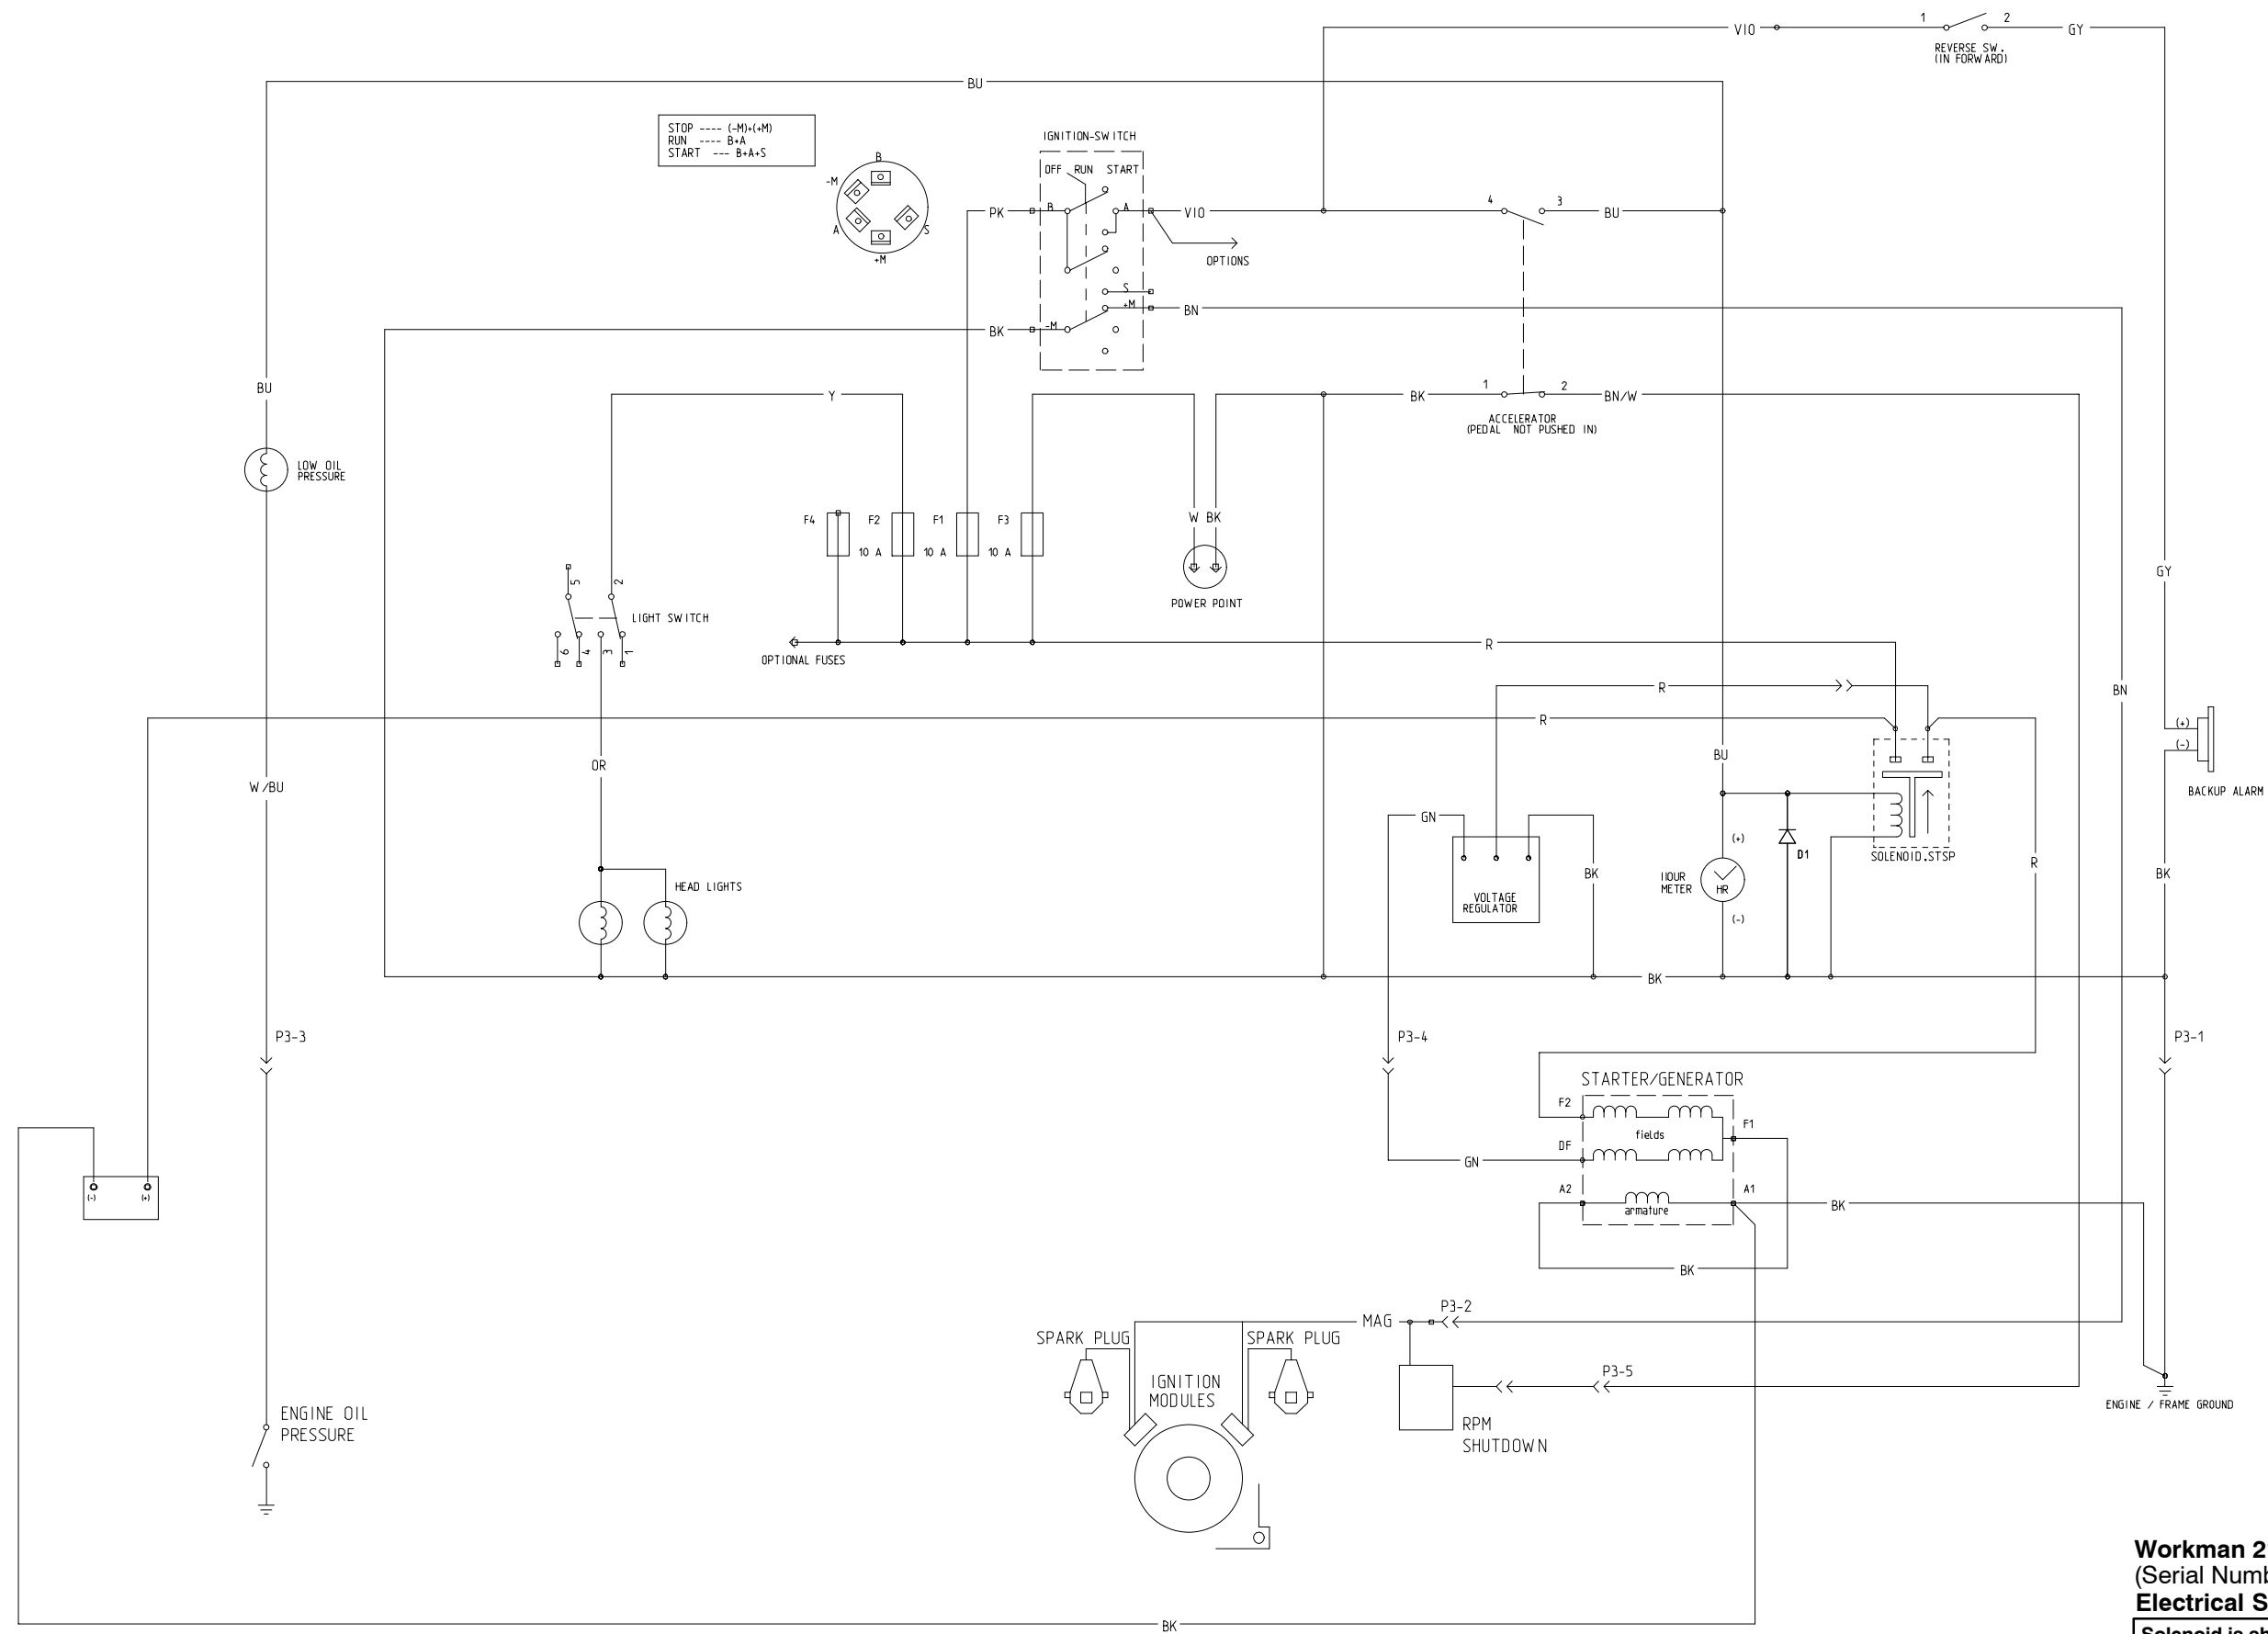 1
2
VIO
GY
REVERSE SW.
(IN FORWARD)
BU
STOP ---- (-M)+(+M)
RUN ---- B+A
START --- B+A+S
B
-M
A
S
+M
IGNITION-SWITCH
OFF RUN START
PK
B
A
VIO
OPTIONS
4
3
BU
S
+M
BN
BK
-M
BU
Y
BK
1
2
BN/W
ACCELERATOR
(PEDAL NOT PUSHED IN)
LOW OIL
PRESSURE
F4
F2
F1
F3
10 A
10 A
10 A
W BK
POWER POINT
GY
5
2
LIGHT SWITCH
6
4
3
1
OPTIONAL FUSES
R
R
BN
R
(+)
(-)
BACKUP ALARM
OR
BU
W/BU
GN
(+)
D1
SOLENOID.STSP
R
BK
BK
HOUR
METER
HR
(-)
VOLTAGE
REGULATOR
HEAD LIGHTS
BK
P3-3
P3-4
P3-1
STARTER/GENERATOR
F2
F1
fields
DF
GN
A2
A1
armature
BK
(-)
(+)
BK
MAG
P3-2
SPARK PLUG
SPARK PLUG
IGNITION
MODULES
P3-5
RPM
SHUTDOWN
ENGINE / FRAME GROUND
ENGINE OIL
PRESSURE
BK
Workman 2
(Serial Numb
Electrical S